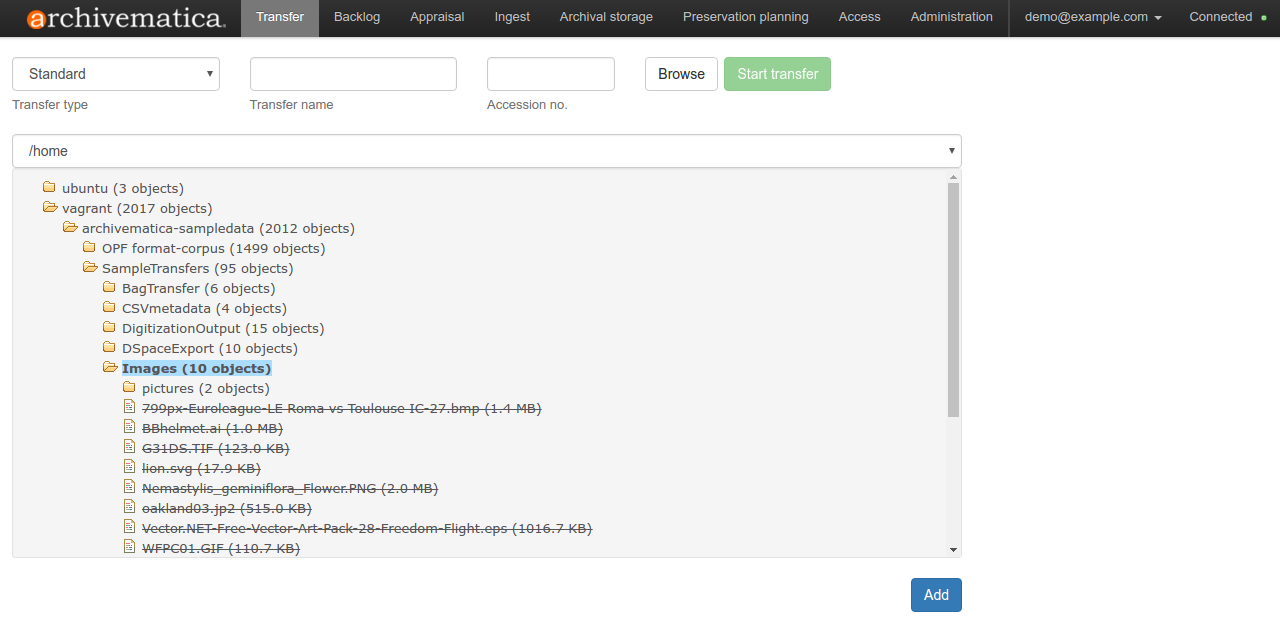 archivematica Transfer Backlog Appraisal Ingest Archival storage Preservation planning Access Administration demo@example.com Connected
Standard Browse Start transfer
Transfer type Transfer name Accession no.
/home
ubuntu (3 objects)
vagrant (2017 objects)
archivematica-sampledata (2012 objects)
OPF format-corpus (1499 objects)
SampleTransfers (95 objects)
BagTransfer (6 objects)
CSVmetadata (4 objects)
DigitizationOutput (15 objects)
DSpaceExport (10 objects)
Images (10 objects)
pictures (2 objects)
799px-Euroleague-LE Roma vs Toulouse IC-27.bmp (1.4 MB)
BBhelmet.ai (1.0 MB)
G31DS.TIF (123.0 KB)
lion.svg (17.9 KB)
Nemastylis_geminiflora_Flower.PNG (2.0 MB)
oakland03.jp2 (515.0 KB)
Vector.NET-Free-Vector-Art-Pack-28-Freedom-Flight.eps (1016.7 KB)
WFPC01.GIF (110.7 KB)
Add